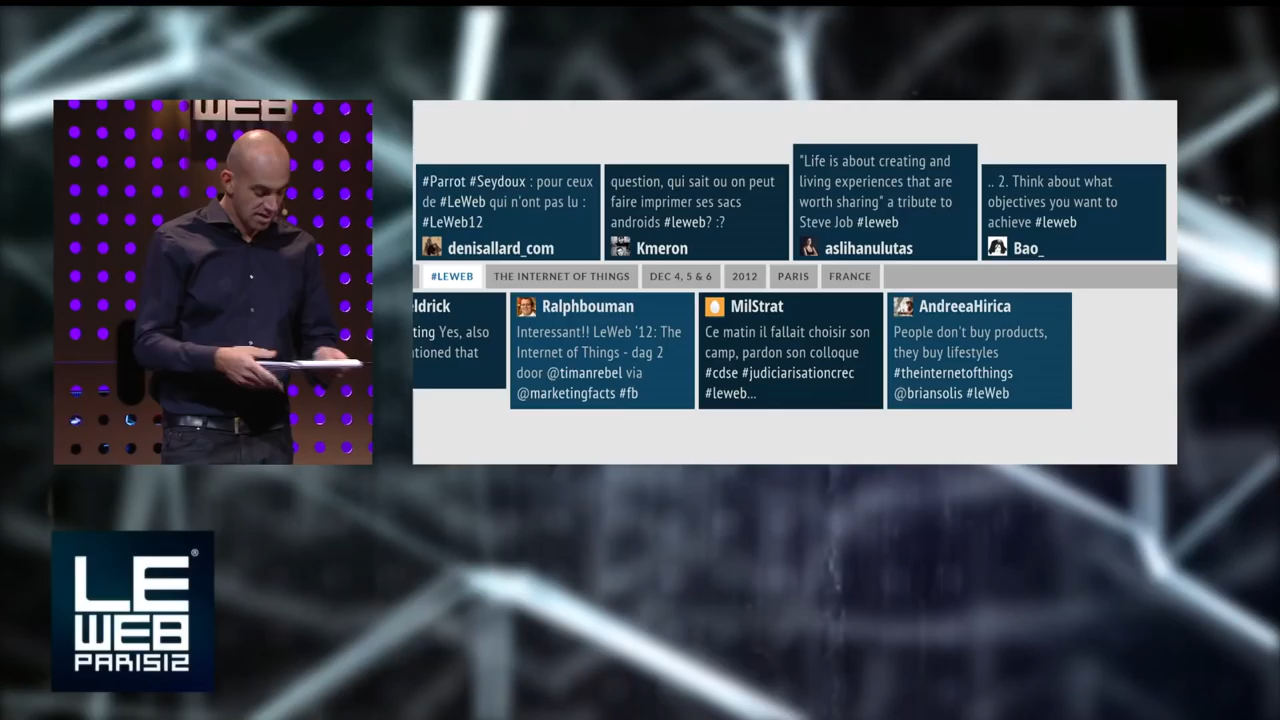 WEB
#Parrot #Seydoux : pour ceux
de #LeWeb qui n'ont pas lu :
#LeWeb12
denisallard_com
question, qui sait ou on peut
faire imprimer ses sacs
androids #leweb? :?
Kmeron
"Life is about creating and
living experiences that are
worth sharing" a tribute to
Steve Job #leweb
aslihanulutas
.. 2. Think about what
objectives you want to
achieve #leweb
Bao_
#LEWEB
THE INTERNET OF THINGS
DEC 4, 5 & 6
2012
PARIS
FRANCE
ldrick
ting Yes, also
tioned that
Ralphbouman
Interessant!! LeWeb '12: The
Internet of Things - dag 2
door @timanrebel via
@marketingfacts #fb
MilStrat
Ce matin il fallait choisir son
camp, pardon son colloque
#cdse #judiciarisationcrec
#leweb...
AndreeaHirica
People don't buy products,
they buy lifestyles
#theinternetofthings
@briansolis #leWeb
LE®
WEB
PARIS12